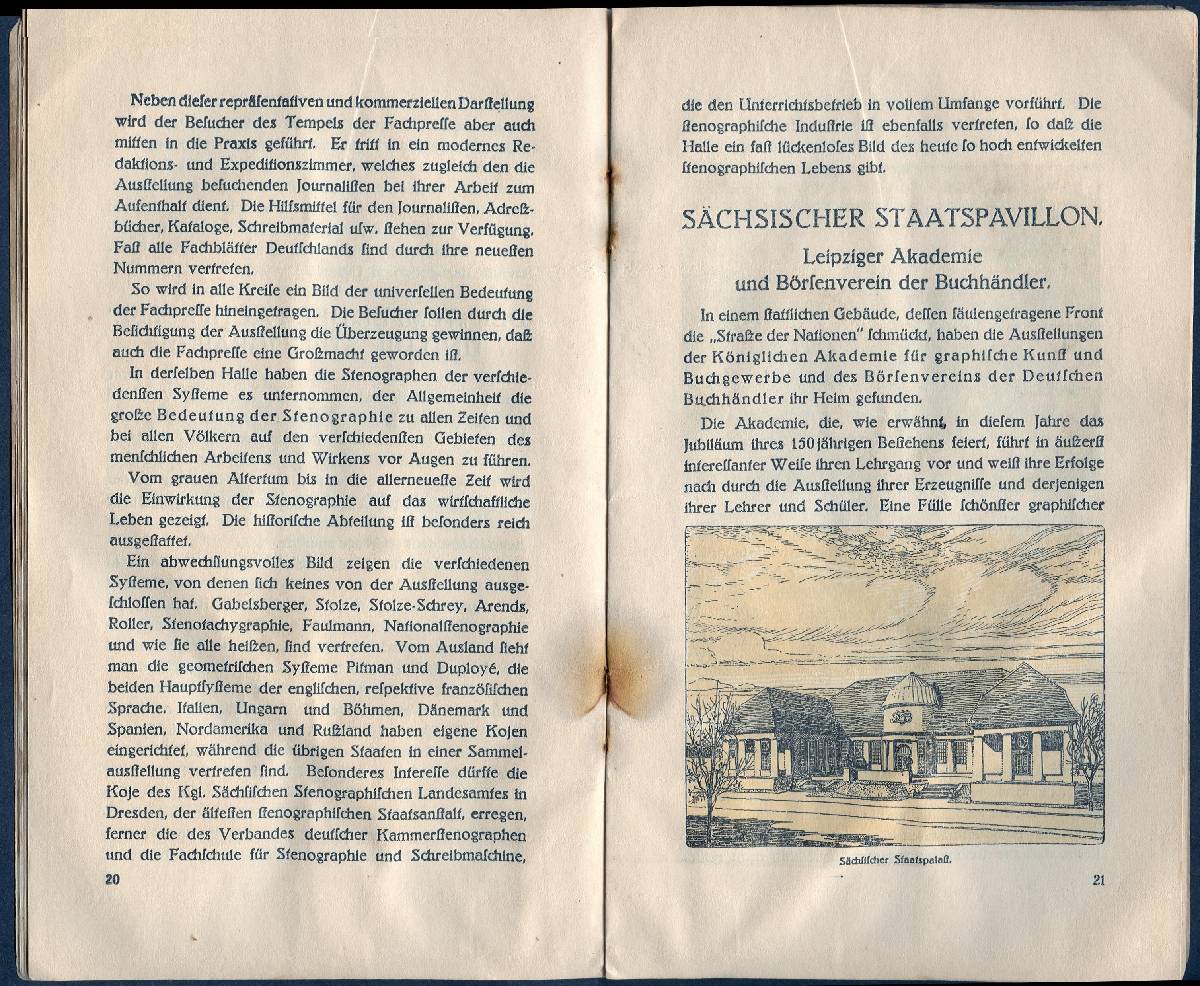 Neben dieſer repräſentativen und kommerziellen Darſtellung
wird der Beſucher des Tempels der Fachpreſſe aber auch
mitten in die Praxis geführt. Er tritt in ein modernes Re-
daktions- und Expeditionszimmer, welches zugleich den die
Ausſtellung beſuchenden Journaliſten bei ihrer Arbeit zum
Aufenthalt dient. Die Hilfsmittel für den Journaliſten, Adreß-
bücher, Kataloge, Schreibmaterial uſw. ſtehen zur Verfügung.
Faſt alle Fachblätter Deutſchlands ſind durch ihre neueſten
Nummern vertreten.
So wird in alle Kreiſe ein Bild der univerſellen Bedeutung
der Fachpreſſe hineingetragen. Die Beſucher ſollen durch die
Beſichtigung der Ausſtellung die Überzeugung gewinnen, daß
auch die Fachpreſſe eine Großmacht geworden iſt.
In derſelben Halle haben die Stenographen der verſchie-
denſten Syſteme es unternommen, der Allgemeinheit die
große Bedeutung der Stenographie zu allen Zeiten und
bei allen Völkern auf den verſchiedenſten Gebieten des
menſchlichen Arbeitens und Wirkens vor Augen zu führen.
Vom grauen Altertum bis in die allerneueſte Zeit wird
die Einwirkung der Stenographie auf das wirtſchaftliche
Leben gezeigt. Die hiſtoriſche Abteilung iſt beſonders reich
ausgeſtattet.
Ein abwechſlungsvolles Bild zeigen die verſchiedenen
Syſteme, von denen ſich keines von der Ausſtellung ausge-
ſchloſſen hat. Gabelsberger, Stolze, Stolze-Schrey, Arends,
Roller, Stenotachygraphie, Faulmann, Nationalſtenographie
und wie ſie alle heißen, ſind vertreten. Vom Ausland ſieht
man die geometriſchen Syſteme Pitman und Duployé, die
beiden Hauptſyſteme der engliſchen, reſpektive franzöſiſchen
Sprache. Italien, Ungarn und Böhmen, Dänemark und
Spanien, Nordamerika und Rußland haben eigene Kojen
eingerichtet, während die übrigen Staaten in einer Sammel-
ausſtellung vertreten ſind. Beſonderes Intereſſe dürfte die
Koje des Kgl. Sächſiſchen Stenographiſchen Landesamtes in
Dresden, der älteſten ſtenographiſchen Staatsanſtalt, erregen,
ferner die des Verbandes deutſcher Kammerſtenographen
und die Fachſchule für Stenographie und Schreibmaſchine,
20
die den Unterrichtsbetrieb in vollem Umfange vorführt. Die
ſtenographiſche Induſtrie iſt ebenfalls vertreten, ſo daß die
Halle ein faſt lückenloſes Bild des heute ſo hoch entwickelten
ſtenographiſchen Lebens gibt.
SÄCHSISCHER STAATSPAVILLON.
Leipziger Akademie
und Börſenverein der Buchhändler.
In einem ſtattlichen Gebäude, deſſen ſäulengetragene Front
die „Straße der Nationen" ſchmückt, haben die Ausſtellungen
der Königlichen Akademie für graphiſche Kunſt und
Buchgewerbe und des Börſenvereins der Deutſchen
Buchhändler ihr Heim gefunden.
Die Akademie, die, wie erwähnt, in dieſem Jahre das
Jubiläum ihres 150jährigen Beſtehens feiert, führt in äußerſt
intereſſanter Weiſe ihren Lehrgang vor und weiſt ihre Erfolge
nach durch die Ausſtellung ihrer Erzeugniſſe und derjenigen
ihrer Lehrer und Schüler. Eine Fülle ſchönſter graphiſcher
Sächſiſcher Staatspalaſt.
21